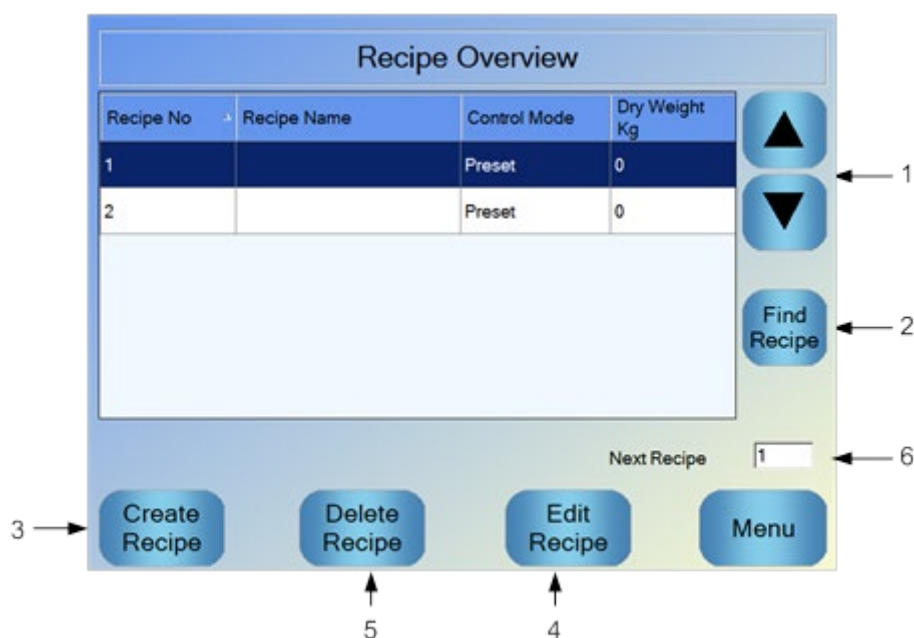 Recipe Overview
Recipe No Recipe Name Control Mode Dry Weight
Kg
1 Preset 0
2 Preset 0
1
Find
Recipe
2
Next Recipe 1
6
3
Create
Recipe
Delete
Recipe
Edit
Recipe
Menu
5
4